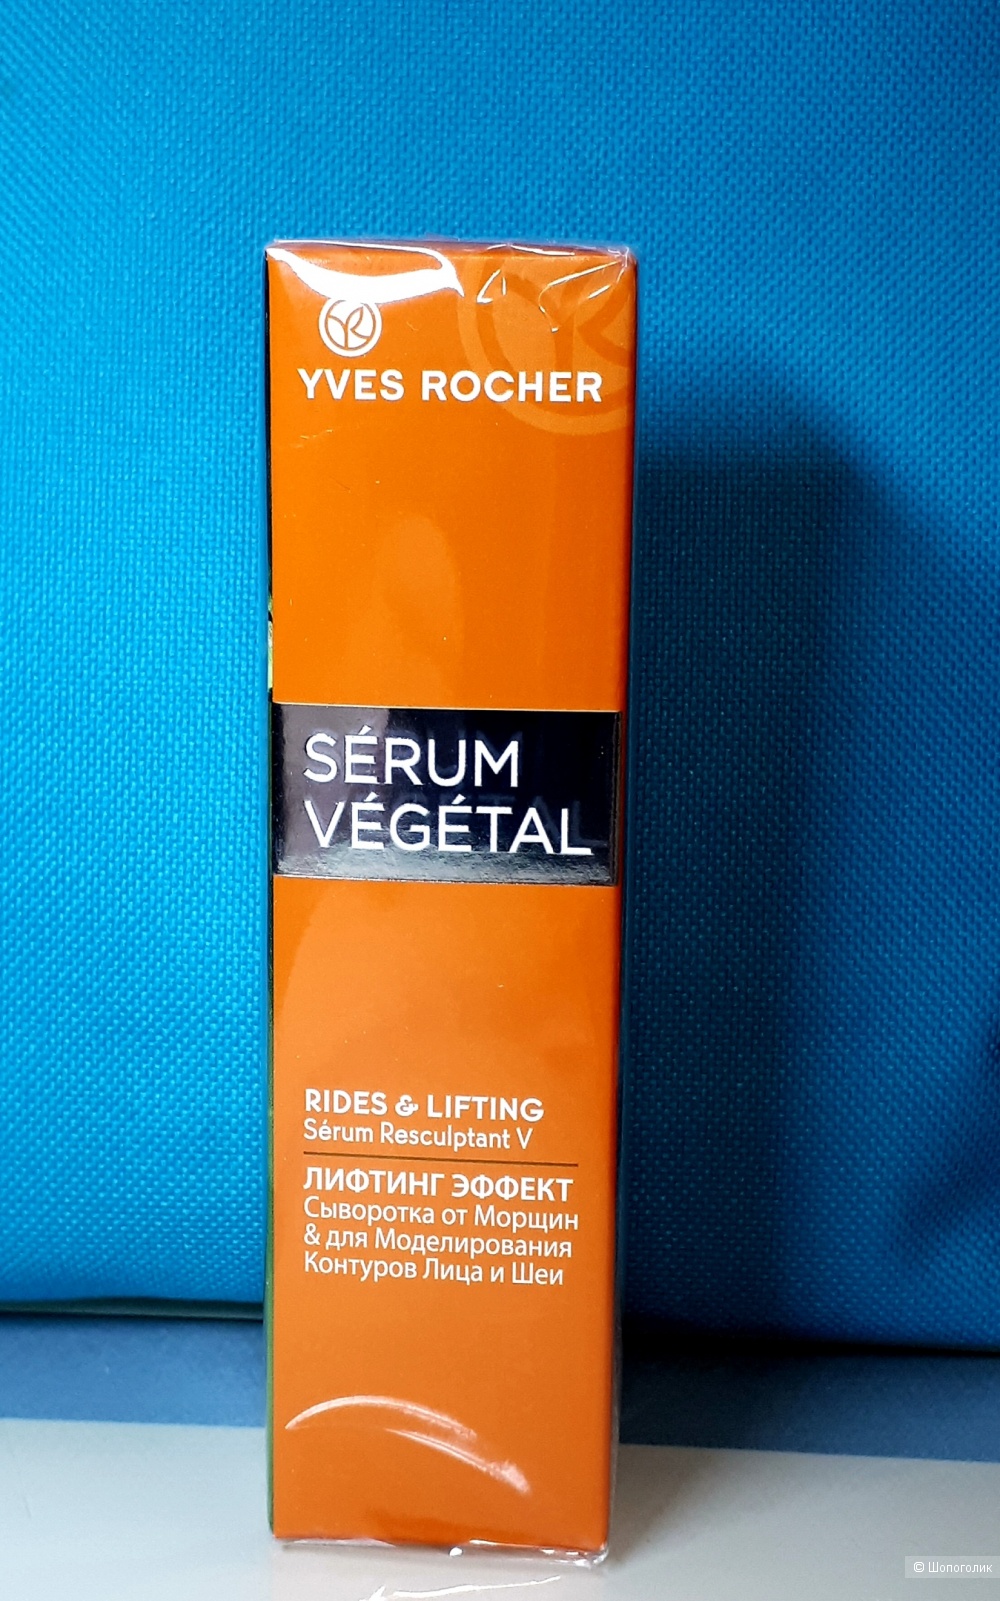 YVES ROCHER
SÉRUM
VÉGÉTAL
RIDES & LIFTING
Sérum Resculptant V
ЛИФТИНГ ЭФФЕКТ
Сыворотка от Морщин
& для Моделирования
Контуров Лица и Шеи
© Шопоголик